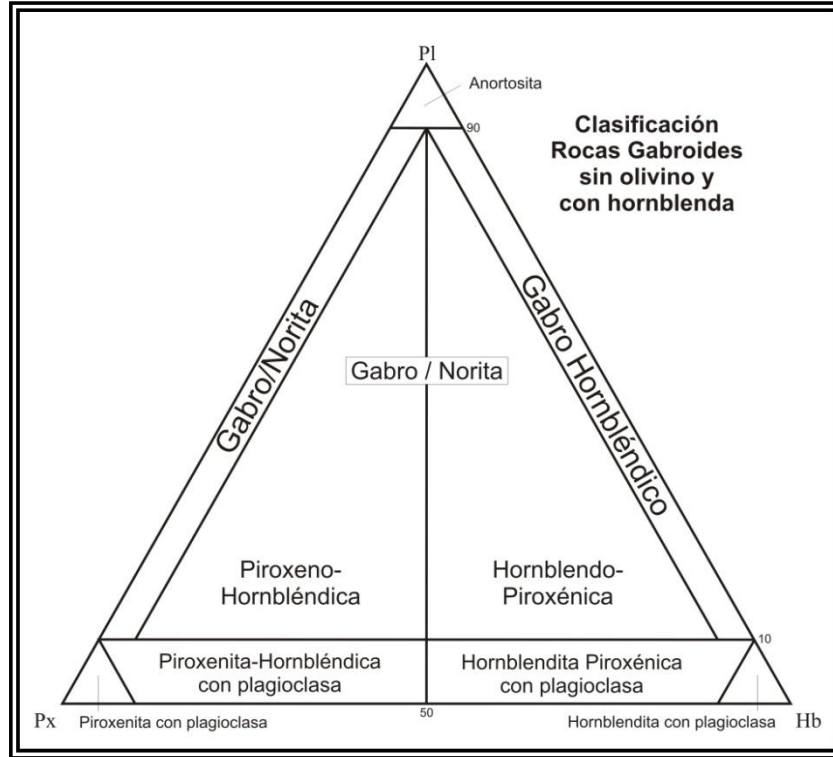 Pl
Anortosita
90
Clasificación
Rocas Gabroides
sin olivino y
con hornblenda
Gabro/Norita
Gabro / Norita
Gabro Hornbléndico
Piroxeno-
Hornbléndica
Hornblendo-
Piroxénica
10
Piroxenita-Hornbléndica
con plagioclasa
Hornblendita Piroxénica
con plagioclasa
Px
Piroxenita con plagioclasa
50
Hornblendita con plagioclasa
Hb